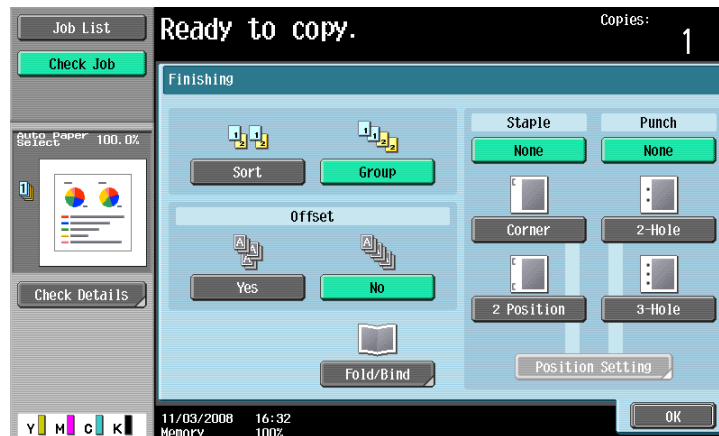 Job List
Check Job
Ready to copy.
Copies:
1
Finishing
Auto Paper
Select
100.0%
Sort
Group
Offset
Yes
No
Fold/Bind
Staple
Punch
None
None
Corner
2-Hole
2 Position
3-Hole
Position Setting
Check Details
Y M C K
11/03/2008 16:32
Memory 100%
OK